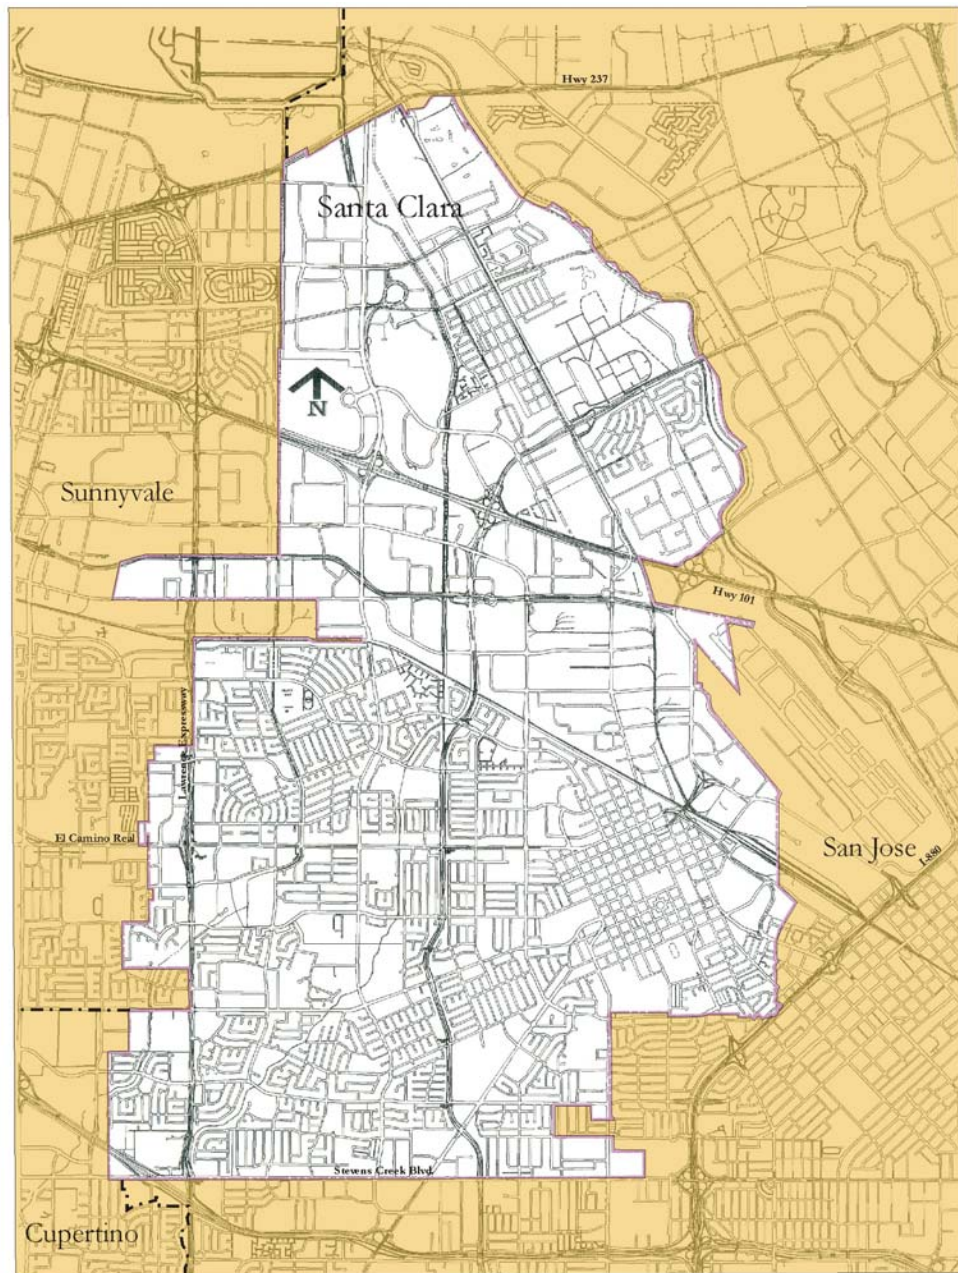 Hwy 237
Santa Clara
N
Sunnyvale
Hwy 101
Lawrence Expressway
El Camino Real
San Jose
I-880
Stevens Creek Blvd.
Cupertino